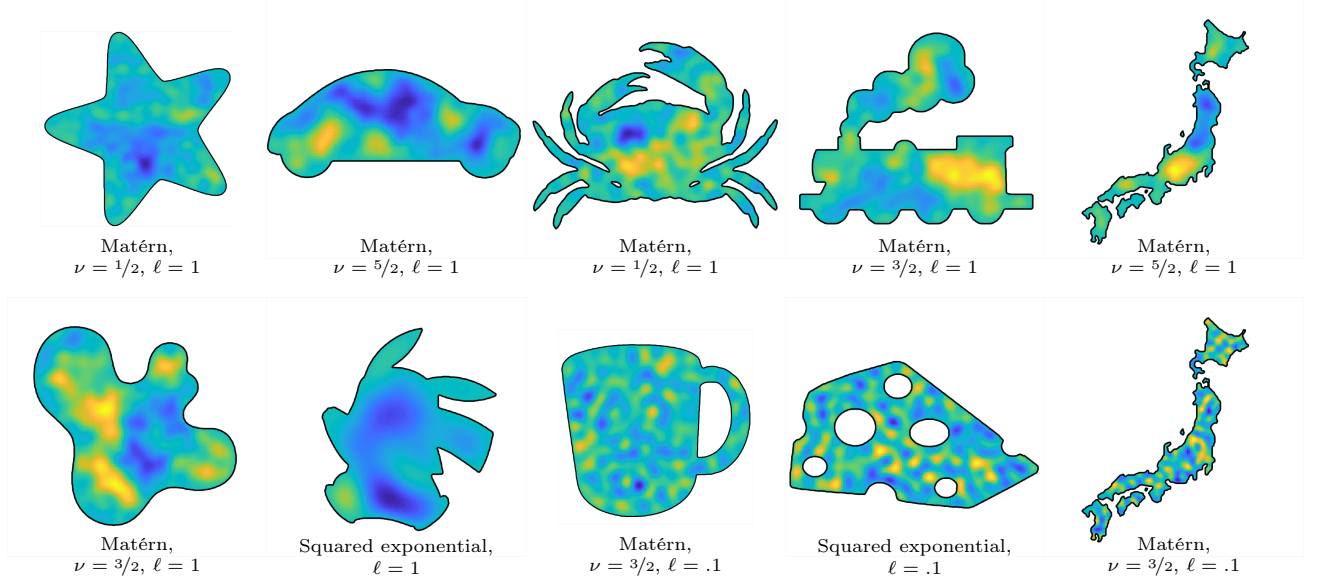 Matérn,
ν = 1/2, ℓ = 1
Matérn,
ν = 5/2, ℓ = 1
Matérn,
ν = 1/2, ℓ = 1
Matérn,
ν = 3/2, ℓ = 1
Matérn,
ν = 5/2, ℓ = 1
Matérn,
ν = 3/2, ℓ = 1
Squared exponential,
ℓ = 1
Matérn,
ν = 3/2, ℓ = .1
Squared exponential,
ℓ = .1
Matérn,
ν = 3/2, ℓ = .1